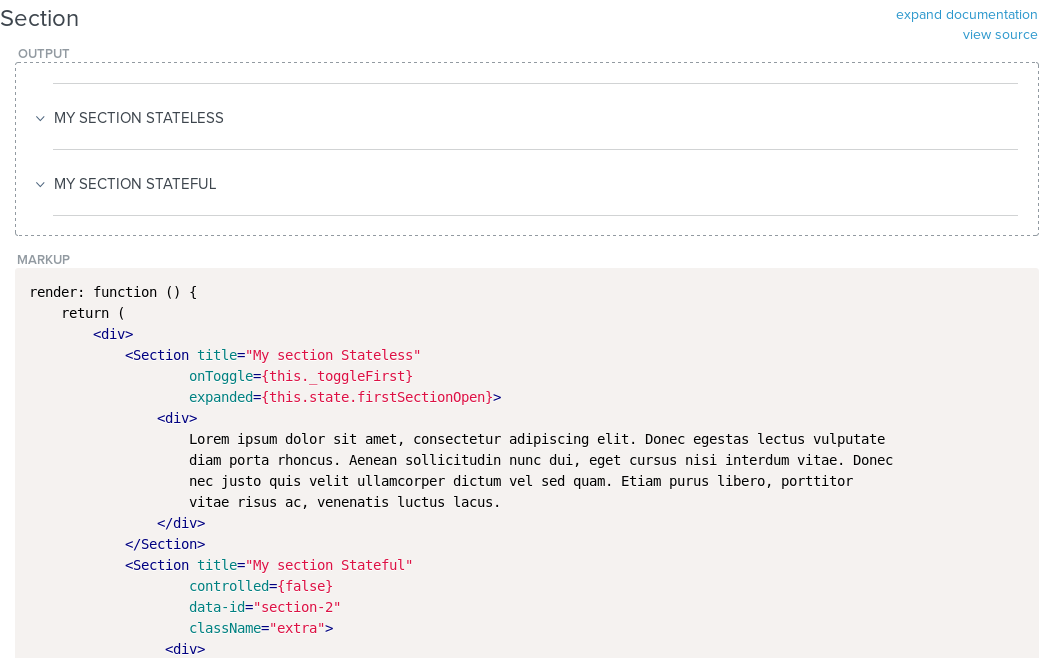 Section
expand documentation
view source
OUTPUT
MY SECTION STATELESS
MY SECTION STATEFUL
MARKUP
render: function () {
    return (
        <div>
            <Section title="My section Stateless"
                    onToggle={this._toggleFirst}
                    expanded={this.state.firstSectionOpen}>
                <div>
                    Lorem ipsum dolor sit amet, consectetur adipiscing elit. Donec egestas lectus vulputate
                    diam porta rhoncus. Aenean sollicitudin nunc dui, eget cursus nisi interdum vitae. Donec
                    nec justo quis velit ullamcorper dictum vel sed quam. Etiam purus libero, porttitor
                    vitae risus ac, venenatis luctus lacus.
                </div>
            </Section>
            <Section title="My section Stateful"
                    controlled={false}
                    data-id="section-2"
                    className="extra">
                 <div>